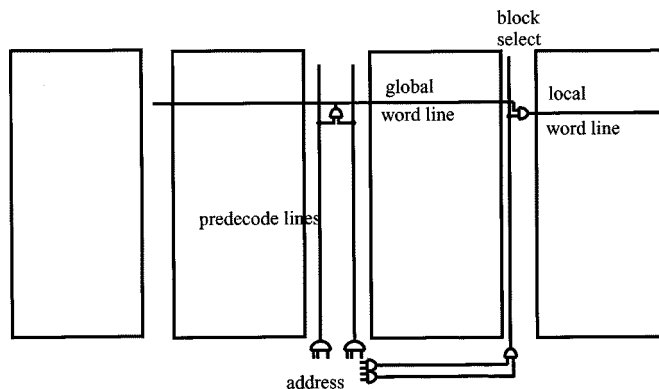 block
select
global
word line
local
word line
predecode lines
address